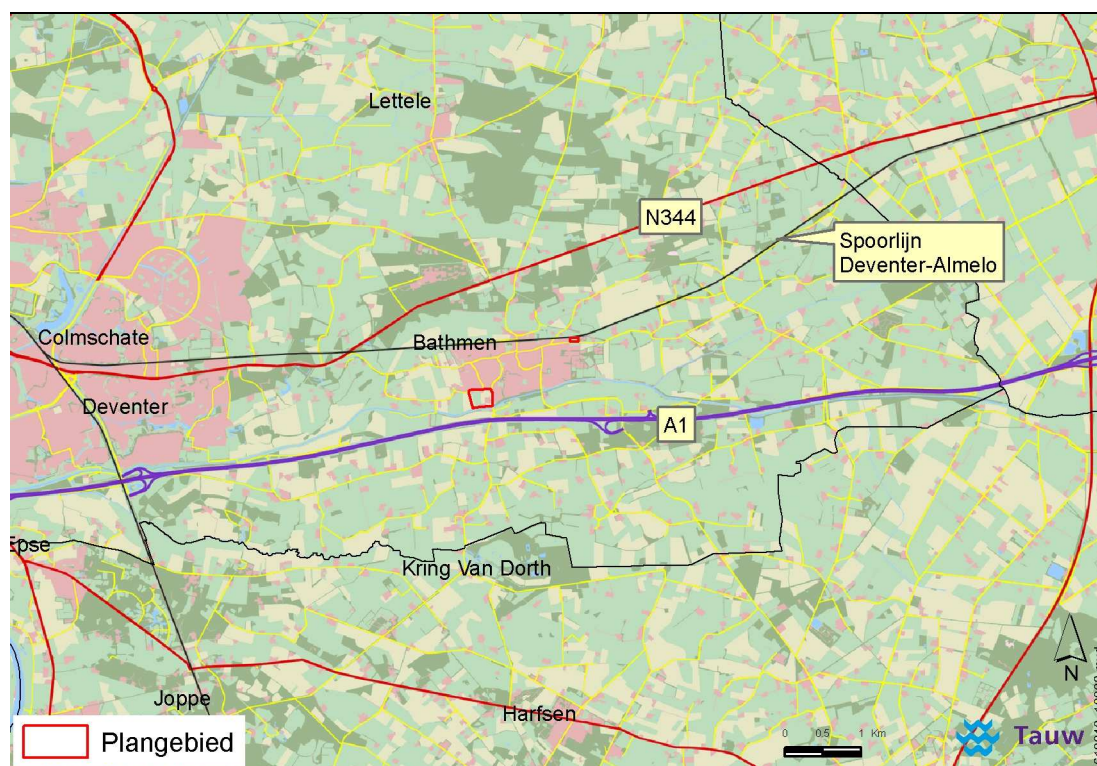 Lettele
N344
Spoorlijn
Deventer-Almelo
Colmschate
Bathmen
Deventer
A1
Epse
Kring Van Dorth
N
Joppe
Harfsen
Plangebied
0 0.5 1 Km
Tauw